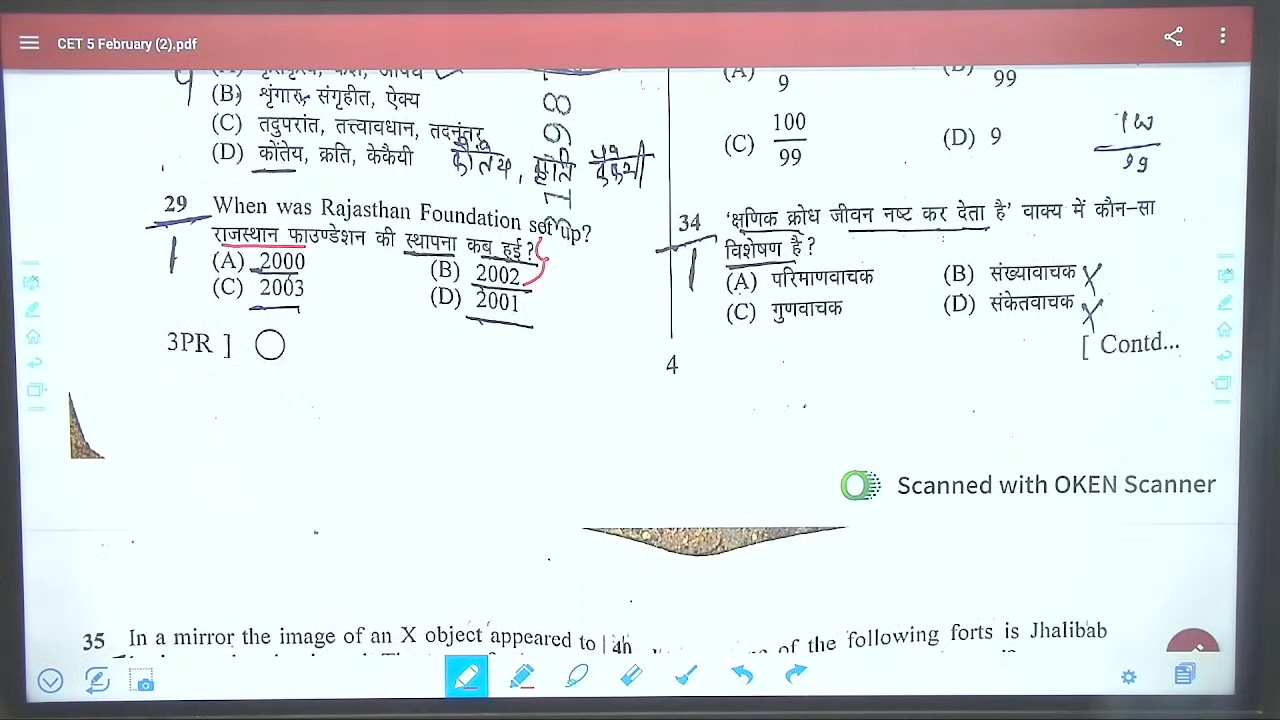 CET 5 February (2).pdf
(B) श्रृंगार, संगृहीत, ऐक्य
(C) तदुपरांत, तत्त्वावधान, तदनंतर
(D) कोंतेय, क्रति, केकैयी
29 When was Rajasthan Foundation set up?
राजस्थान फाउण्डेशन की स्थापना कब हुई?
(A) 2000 (B) 2002
(C) 2003 (D) 2001
3PR ]
(A) 9 (B) 99
(C) 100/99 (D) 9
34 'क्षणिक क्रोध जीवन नष्ट कर देता है' वाक्य में कौन-सा
विशेषण है?
(A) परिमाणवाचक (B) संख्यावाचक
(C) गुणवाचक (D) संकेतवाचक
[ Contd...
4
Scanned with OKEN Scanner
35 In a mirror the image of an X object appeared to
of the following forts is Jhalibab